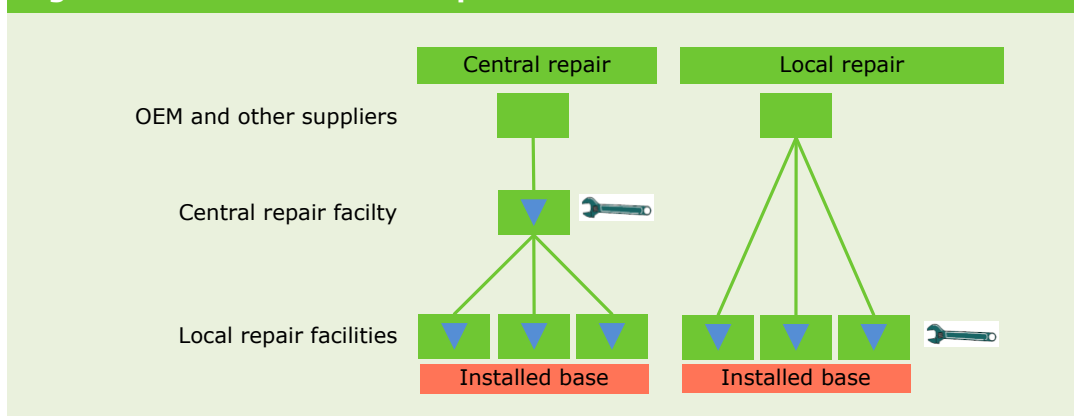 Central repair
Local repair
OEM and other suppliers
Central repair facilty
Local repair facilities
Installed base
Installed base